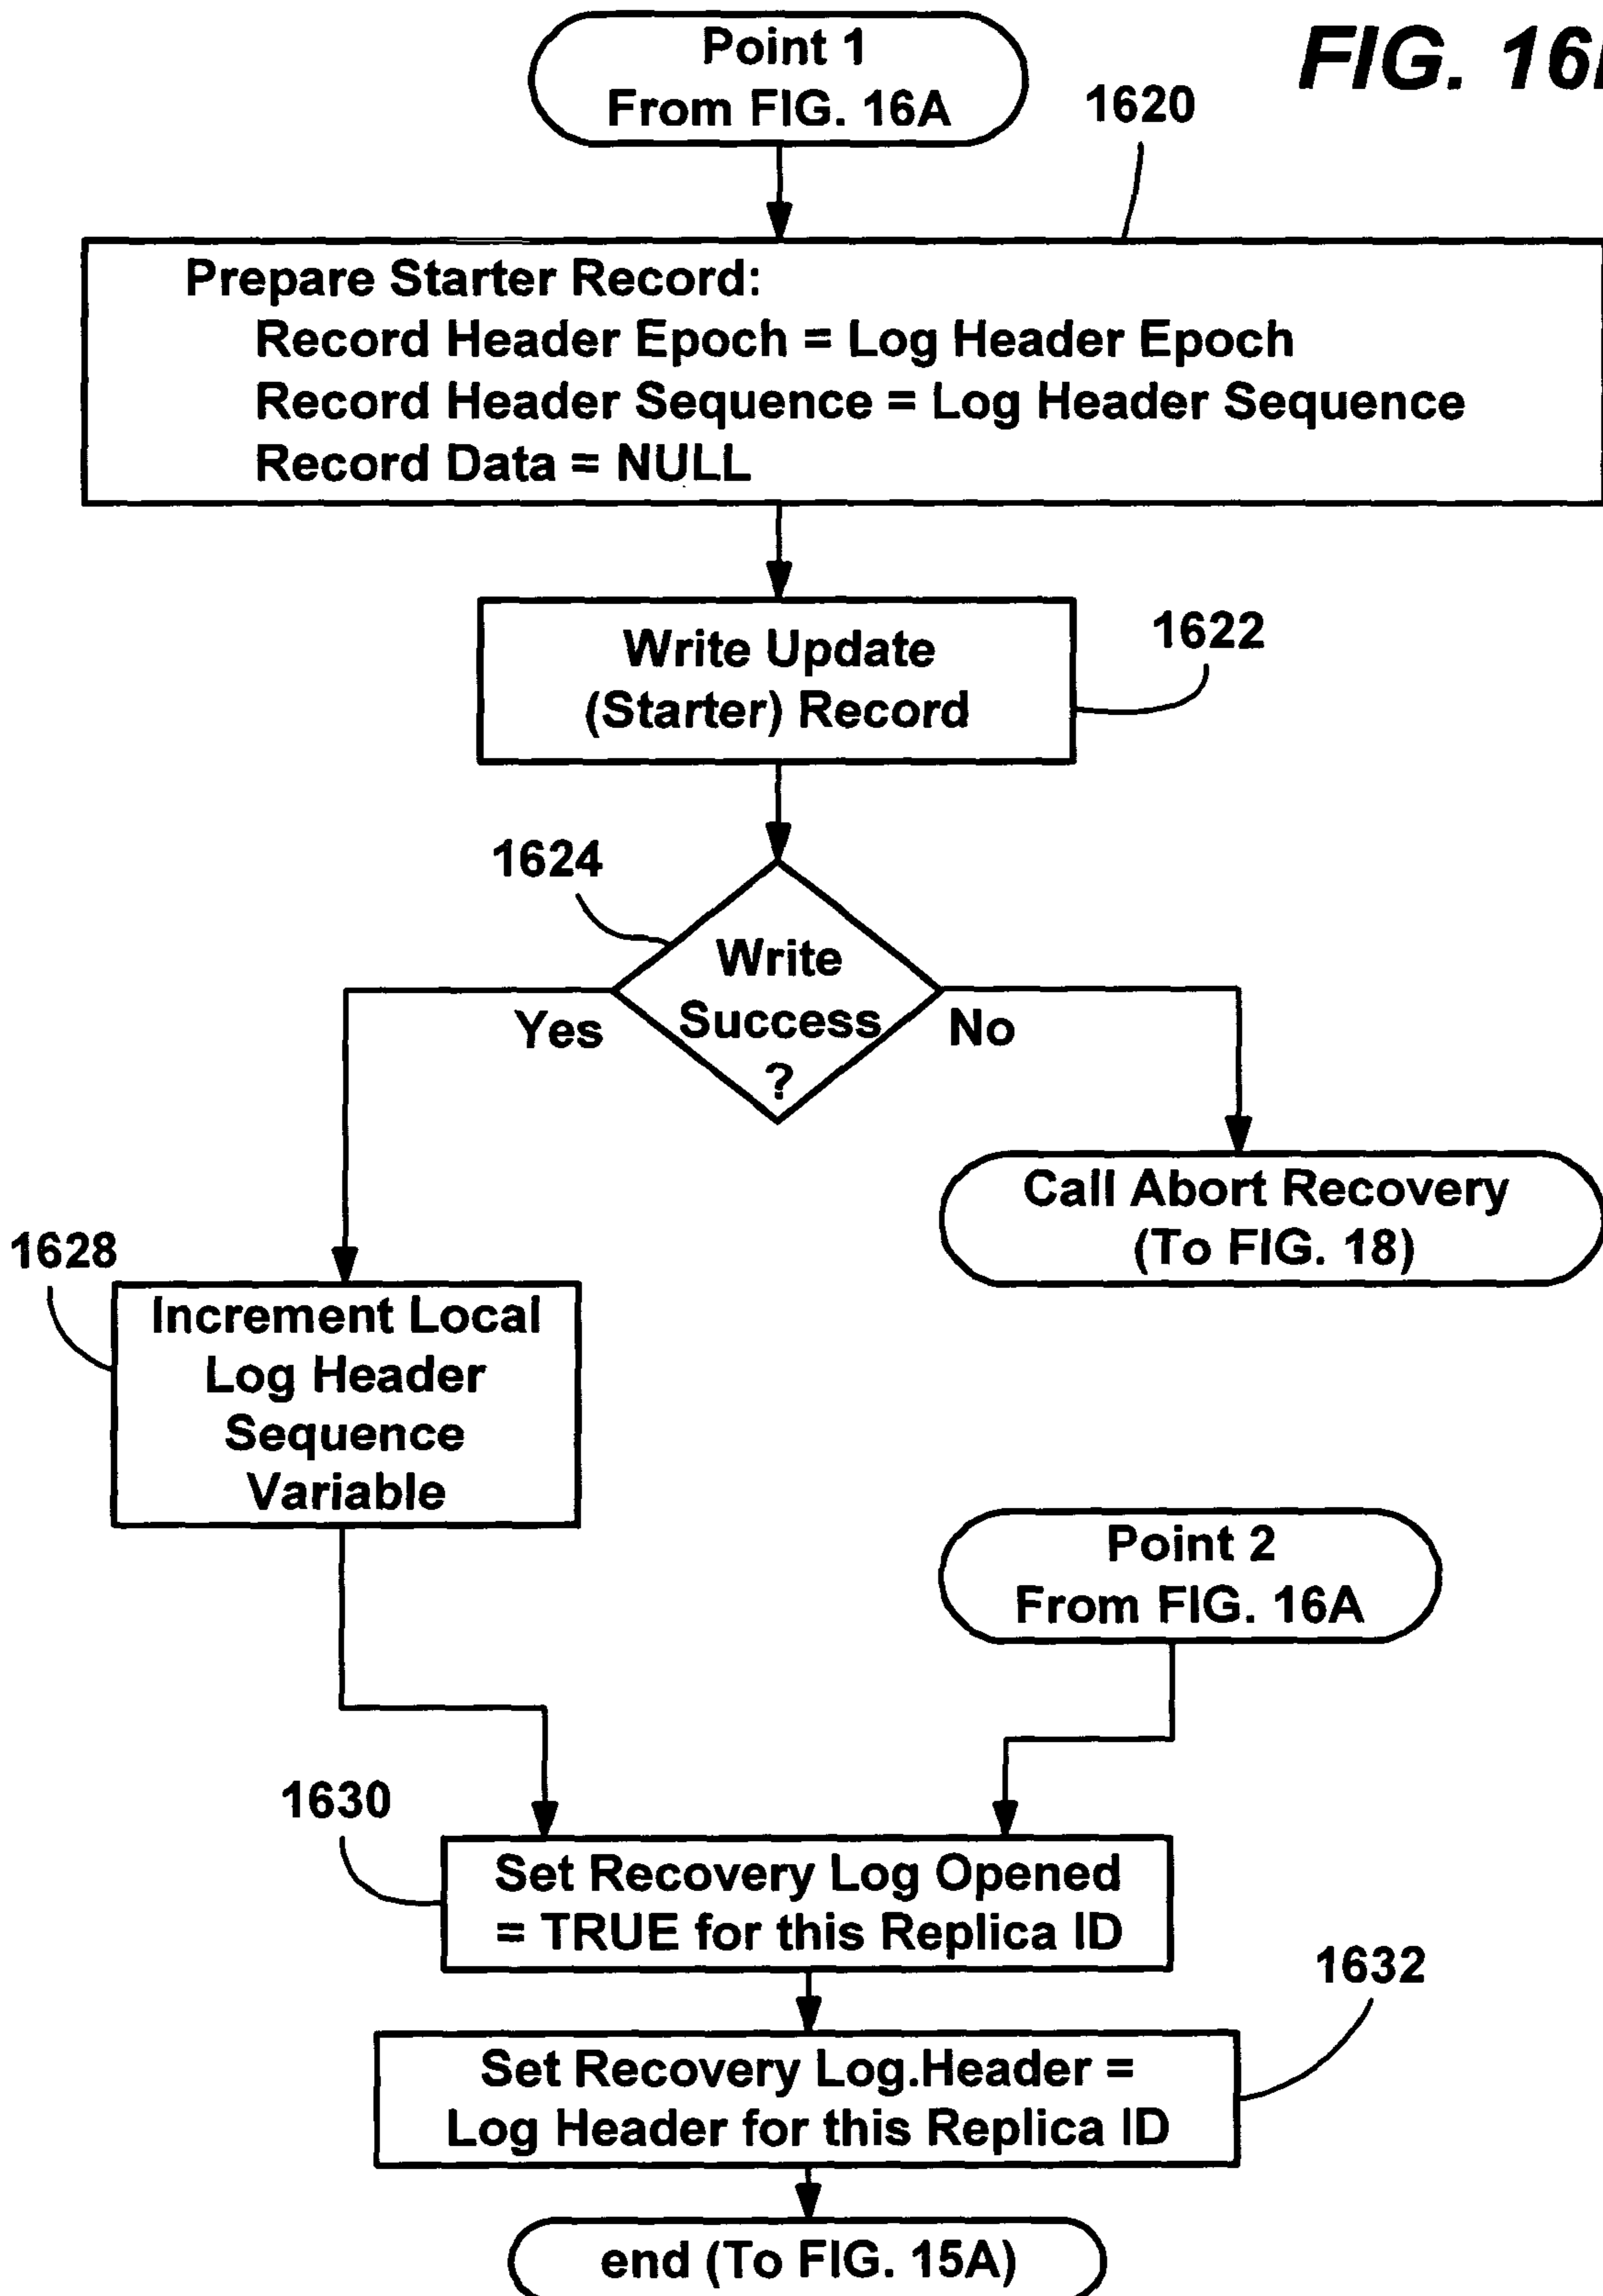 Point 1
From FIG. 16A
FIG. 16
1620
Prepare Starter Record:
Record Header Epoch = Log Header Epoch
Record Header Sequence = Log Header Sequence
Record Data = NULL
Write Update
(Starter) Record
1622
1624
Write
Success
?
Yes
No
Call Abort Recovery
(To FIG. 18)
1628
Increment Local
Log Header
Sequence
Variable
Point 2
From FIG. 16A
1630
Set Recovery Log Opened
= TRUE for this Replica ID
1632
Set Recovery Log.Header =
Log Header for this Replica ID
end (To FIG. 15A)